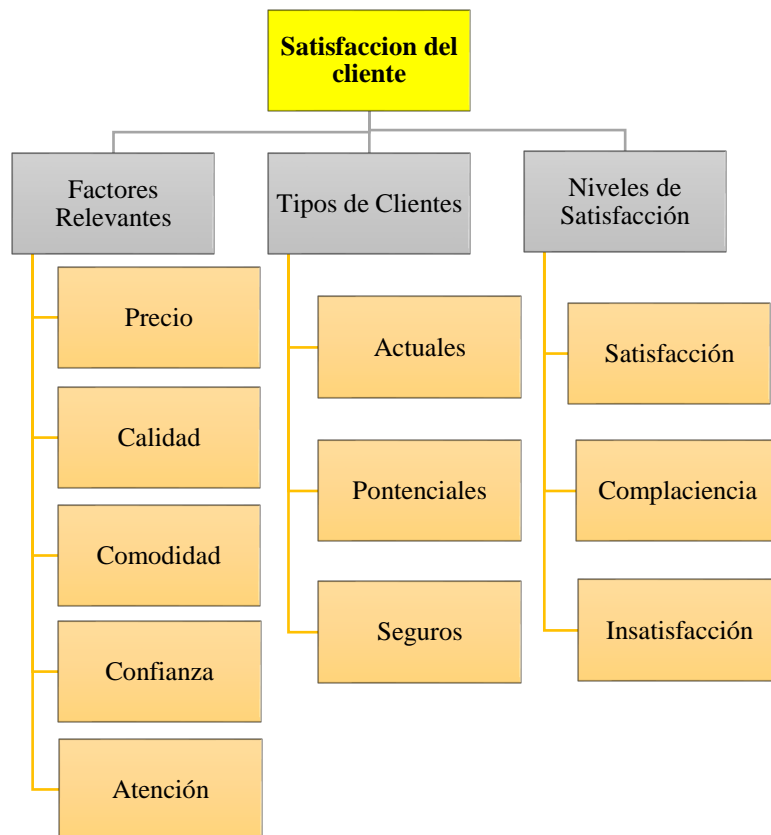 Satisfaccion del
cliente
Factores
Relevantes
Precio
Calidad
Comodidad
Confianza
Atención
Tipos de Clientes
Actuales
Pontenciales
Seguros
Niveles de
Satisfacción
Satisfacción
Complaciencia
Insatisfacción